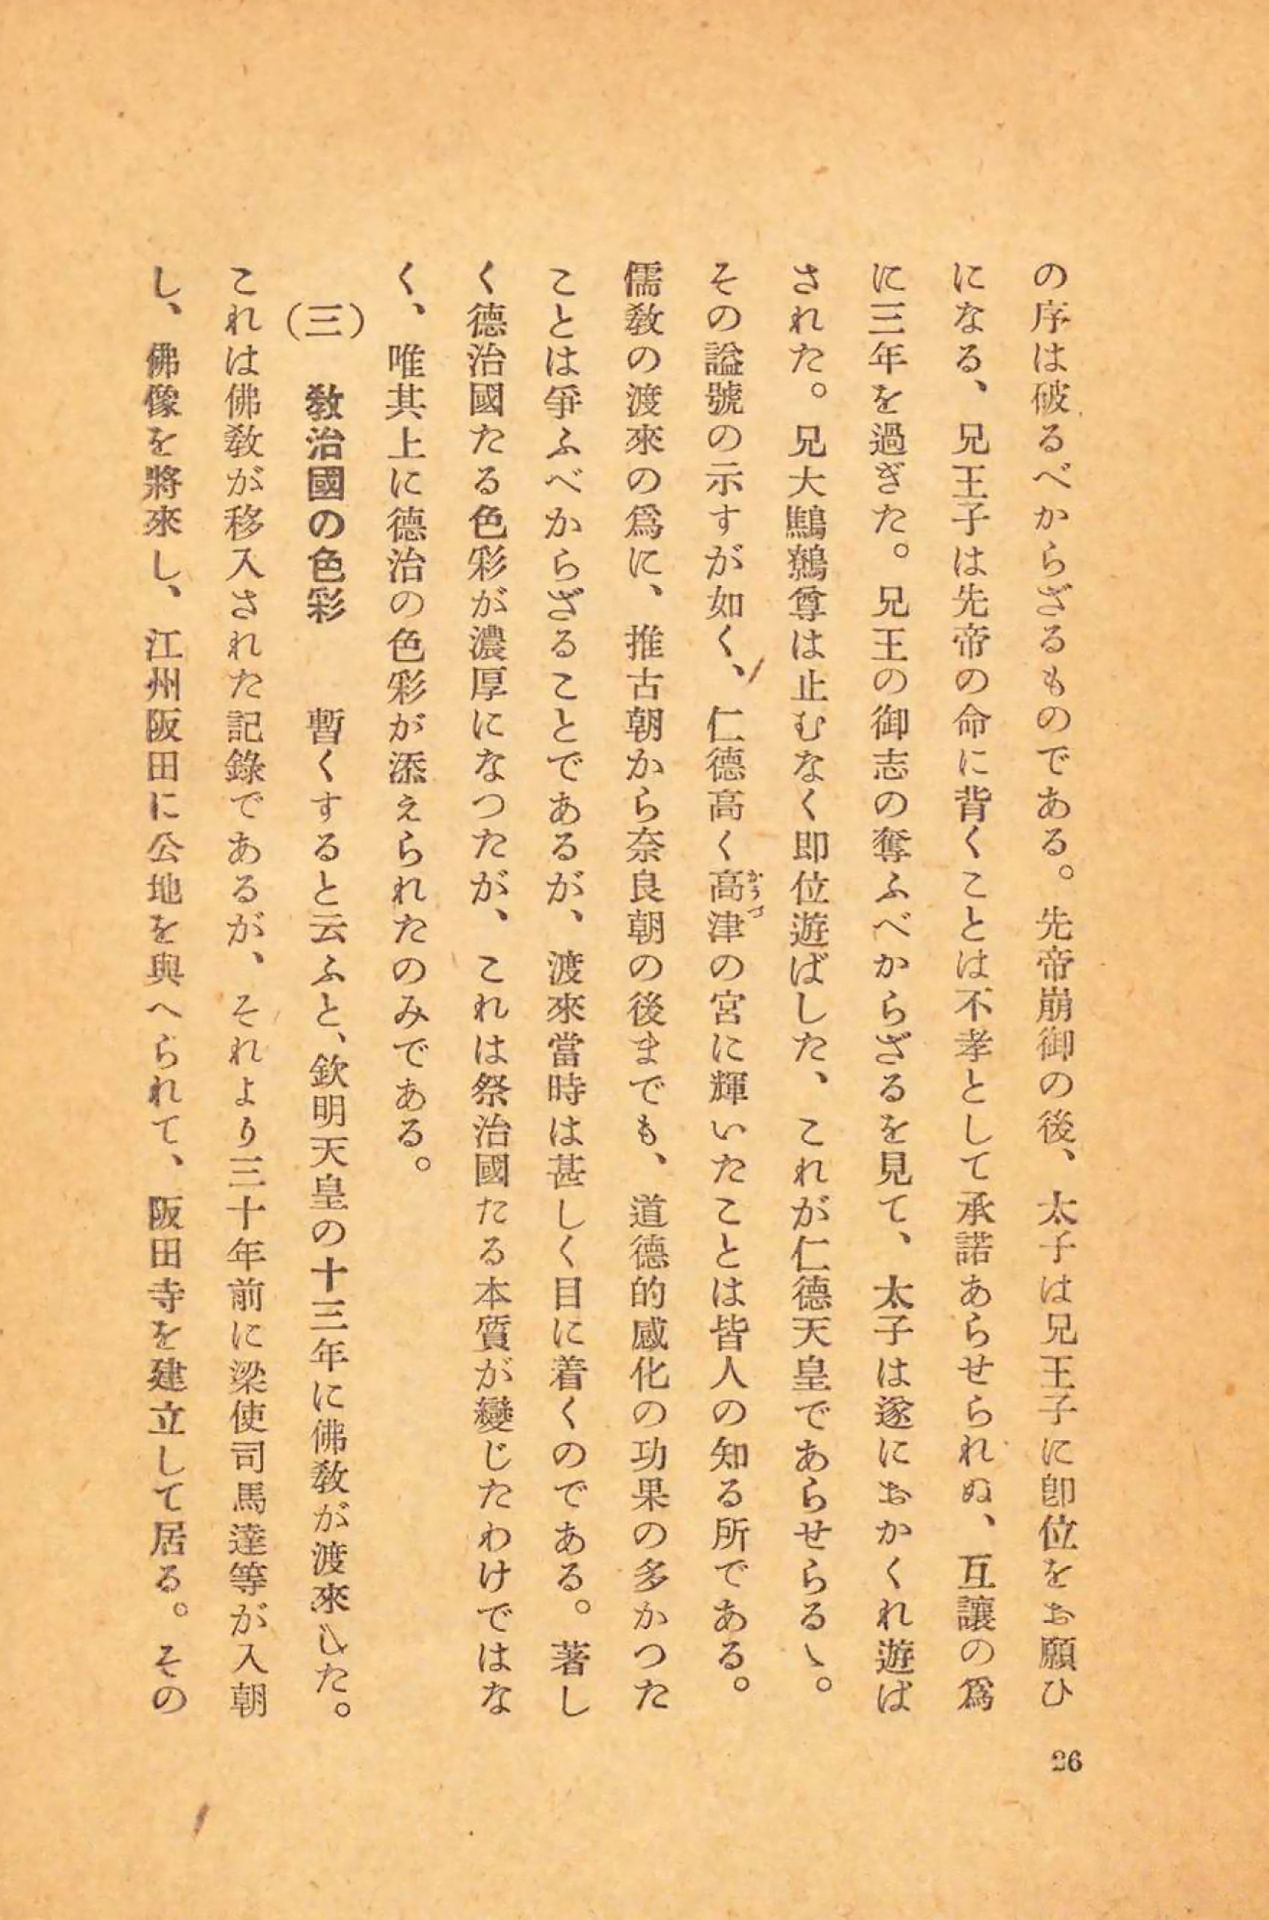 の序は破るべからざるものである。先帝崩御の後、太子は兄王子に卽位をお願ひ
になる、兄王子は先帝の命に背くことは不孝として承諾あらせられぬ、互讓の爲
に三年を過ぎた。兄王の御志の奪ふべからざるを見て、太子は遂におかくれ遊ば
された。兄大鷦鷯尊は止むなく卽位遊ばした、これが仁德天皇であらせらるゝ。
その諡號の示すが如く、仁德高く高津の宮に輝いたことは皆人の知る所である。
かうづ
儒敎の渡來の爲に、推古朝から奈良朝の後までも、道德的感化の功果の多かつた
ことは爭ふべからざることであるが、渡來當時は甚しく目に着くのである。著し
く德治國たる色彩が濃厚になつたが、これは祭治國たる本質が變じたわけではな
く、唯其上に德治の色彩が添えられたのみである。
(三)　敎治國の色彩　暫くすると云ふと、欽明天皇の十三年に佛敎が渡來した。
これは佛敎が移入された記錄であるが、それより三十年前に梁使司馬達等が入朝
し、佛像を將來し、江州阪田に公地を與へられて、阪田寺を建立して居る。その
26